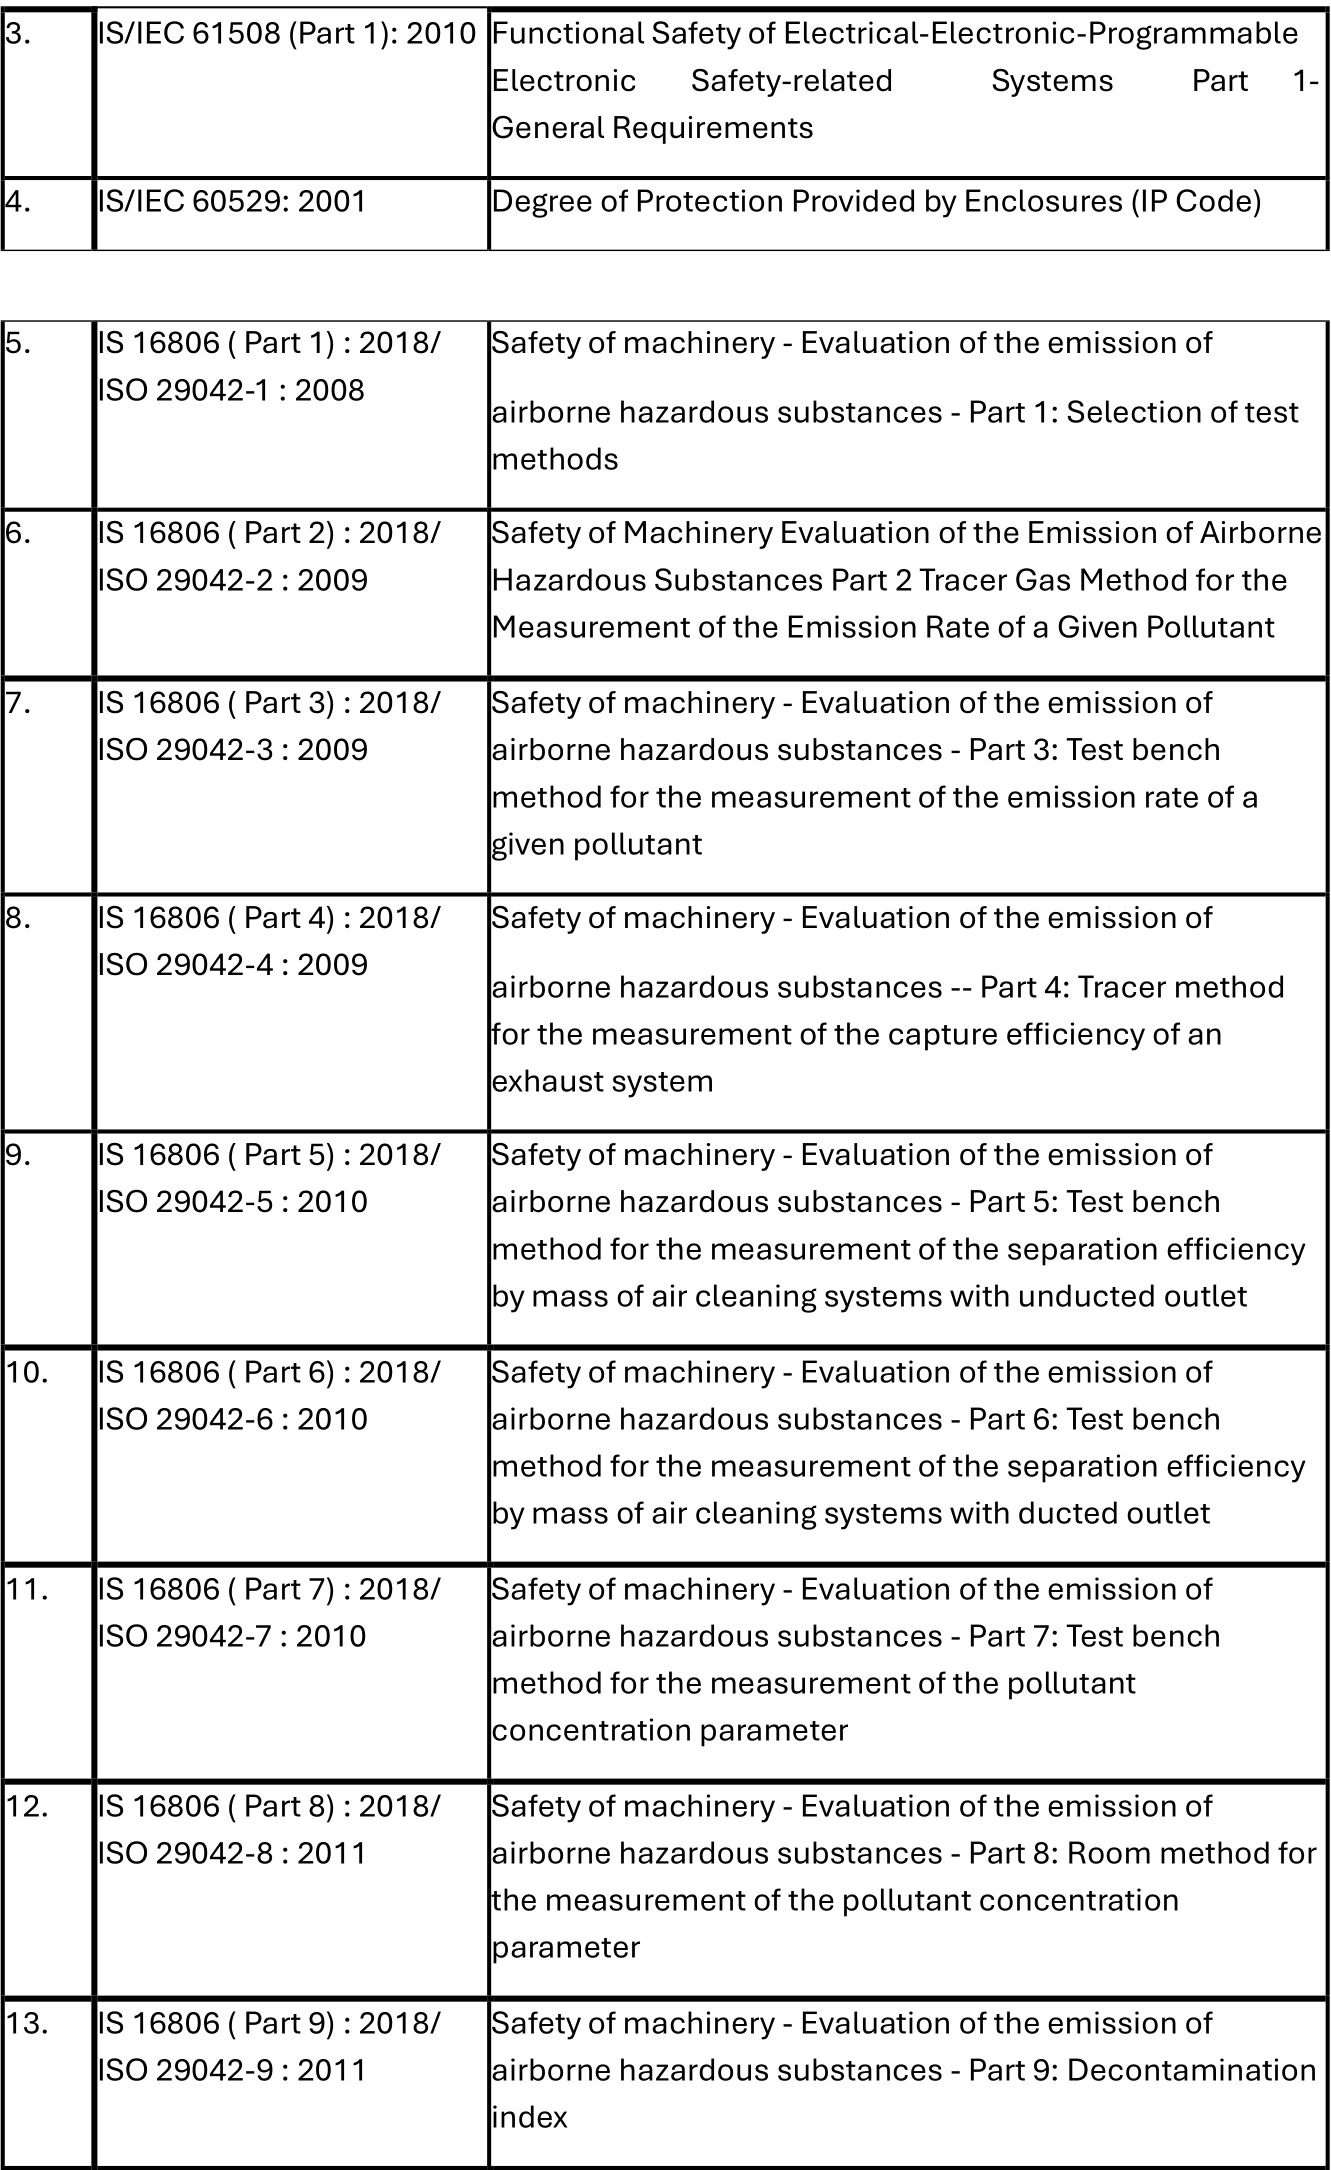 3. IS/IEC 61508 (Part 1): 2010 Functional Safety of Electrical-Electronic-Programmable
Electronic Safety-related Systems Part 1-
General Requirements
4. IS/IEC 60529: 2001 Degree of Protection Provided by Enclosures (IP Code)
5. IS 16806 ( Part 1) : 2018/ Safety of machinery - Evaluation of the emission of
ISO 29042-1 : 2008
airborne hazardous substances - Part 1: Selection of test
methods
6. IS 16806 ( Part 2) : 2018/ Safety of Machinery Evaluation of the Emission of Airborne
ISO 29042-2 : 2009 Hazardous Substances Part 2 Tracer Gas Method for the
Measurement of the Emission Rate of a Given Pollutant
7. IS 16806 ( Part 3) : 2018/ Safety of machinery - Evaluation of the emission of
ISO 29042-3 : 2009 airborne hazardous substances - Part 3: Test bench
method for the measurement of the emission rate of a
given pollutant
8. IS 16806 ( Part 4) : 2018/ Safety of machinery - Evaluation of the emission of
ISO 29042-4 : 2009
airborne hazardous substances -- Part 4: Tracer method
for the measurement of the capture efficiency of an
exhaust system
9. IS 16806 ( Part 5) : 2018/ Safety of machinery - Evaluation of the emission of
ISO 29042-5 : 2010 airborne hazardous substances - Part 5: Test bench
method for the measurement of the separation efficiency
by mass of air cleaning systems with unducted outlet
10. IS 16806 ( Part 6) : 2018/ Safety of machinery - Evaluation of the emission of
ISO 29042-6 : 2010 airborne hazardous substances - Part 6: Test bench
method for the measurement of the separation efficiency
by mass of air cleaning systems with ducted outlet
11. IS 16806 ( Part 7) : 2018/ Safety of machinery - Evaluation of the emission of
ISO 29042-7 : 2010 airborne hazardous substances - Part 7: Test bench
method for the measurement of the pollutant
concentration parameter
12. IS 16806 ( Part 8) : 2018/ Safety of machinery - Evaluation of the emission of
ISO 29042-8 : 2011 airborne hazardous substances - Part 8: Room method for
the measurement of the pollutant concentration
parameter
13. IS 16806 ( Part 9) : 2018/ Safety of machinery - Evaluation of the emission of
ISO 29042-9 : 2011 airborne hazardous substances - Part 9: Decontamination
index